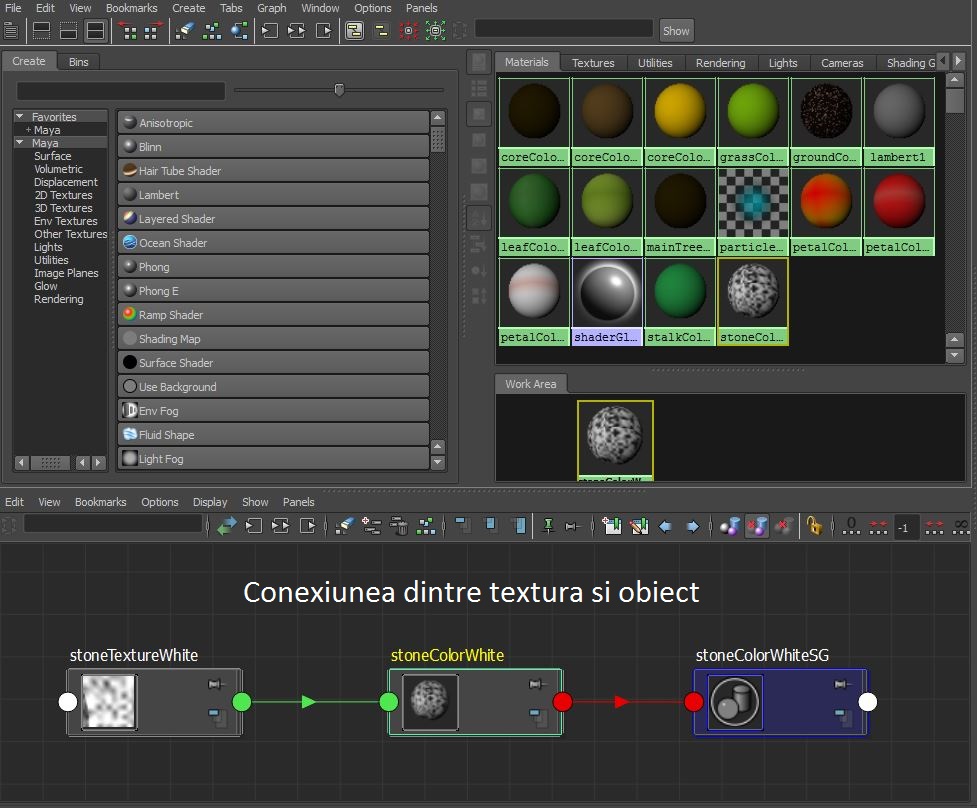 File Edit View Bookmarks Create Tabs Graph Window Options Panels
Show
Create Bins
Materials Textures Utilities Rendering Lights Cameras Shading G
Favorites
+ Maya
Maya
Surface
Volumetric
Displacement
2D Textures
3D Textures
Env Textures
Other Textures
Lights
Utilities
Image Planes
Glow
Rendering
Anisotropic
Blinn
Hair Tube Shader
Lambert
Layered Shader
Ocean Shader
Phong
Phong E
Ramp Shader
Shading Map
Surface Shader
Use Background
Env Fog
Fluid Shape
Light Fog
coreColo... coreColo... coreColo... grassCol... groundCo... lambert1
leafColo... leafColo... mainTree... particle... petalCol... petalCol...
petalCol... shaderGl... stalkCol... stoneCol...
Work Area
Edit View Bookmarks Options Display Show Panels
0
-1
Conexiunea dintre textura si obiect
stoneTextureWhite stoneColorWhite stoneColorWhiteSG